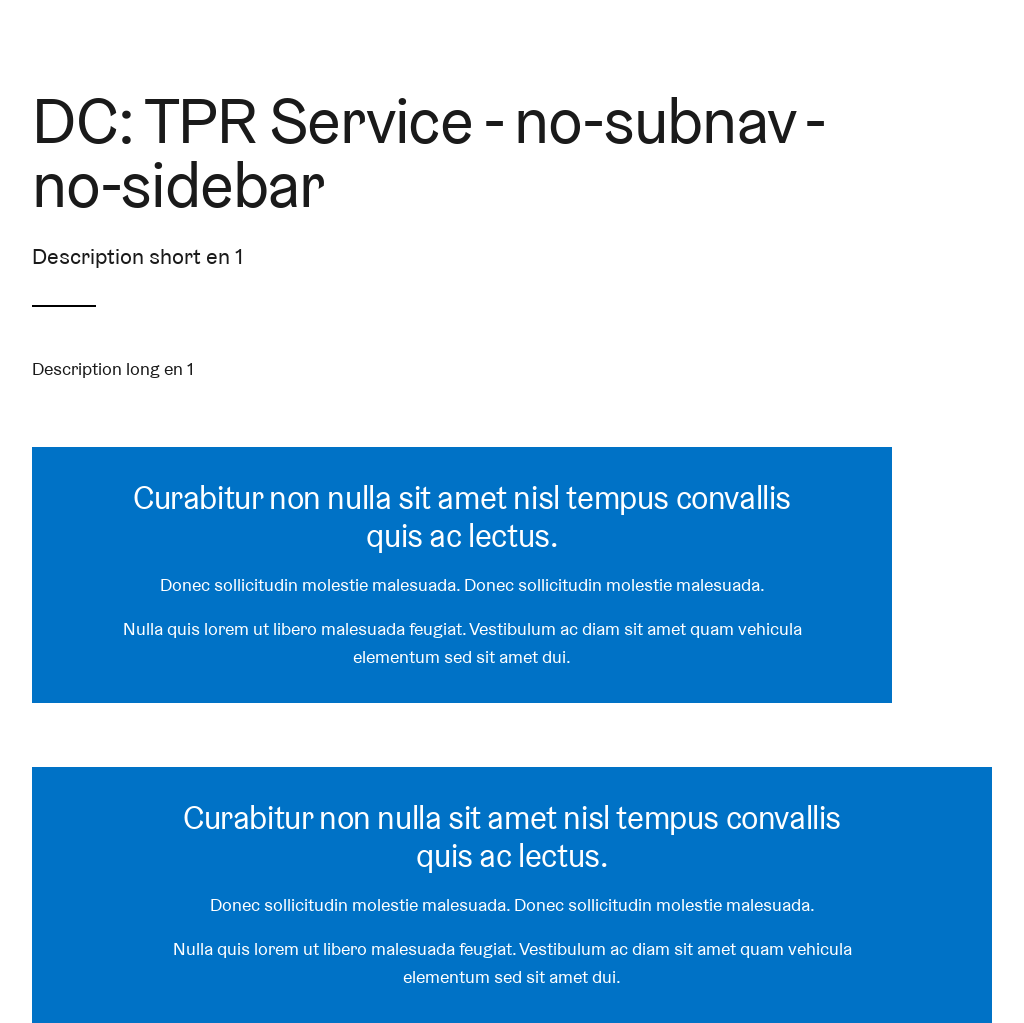 DC: TPR Service - no-subnav -
no-sidebar
Description short en 1
Description long en 1
Curabitur non nulla sit amet nisl tempus convallis
quis ac lectus.
Donec sollicitudin molestie malesuada. Donec sollicitudin molestie malesuada.
Nulla quis lorem ut libero malesuada feugiat. Vestibulum ac diam sit amet quam vehicula
elementum sed sit amet dui.
Curabitur non nulla sit amet nisl tempus convallis
quis ac lectus.
Donec sollicitudin molestie malesuada. Donec sollicitudin molestie malesuada.
Nulla quis lorem ut libero malesuada feugiat. Vestibulum ac diam sit amet quam vehicula
elementum sed sit amet dui.